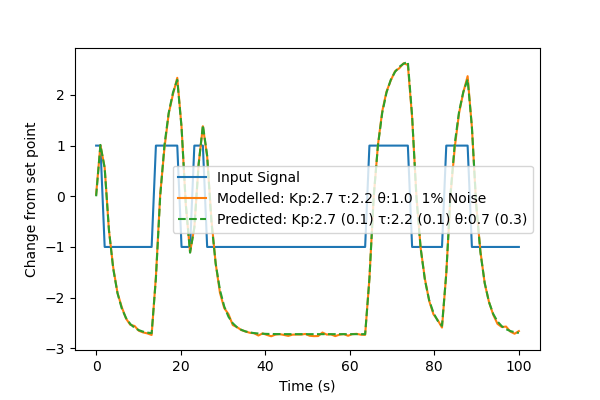 Change from set point
2
1
0
−1
−2
−3
Input Signal
Modelled: Kp:2.7 τ:2.2 θ:1.0  1% Noise
Predicted: Kp:2.7 (0.1) τ:2.2 (0.1) θ:0.7 (0.3)
0
20
40
60
80
100
Time (s)